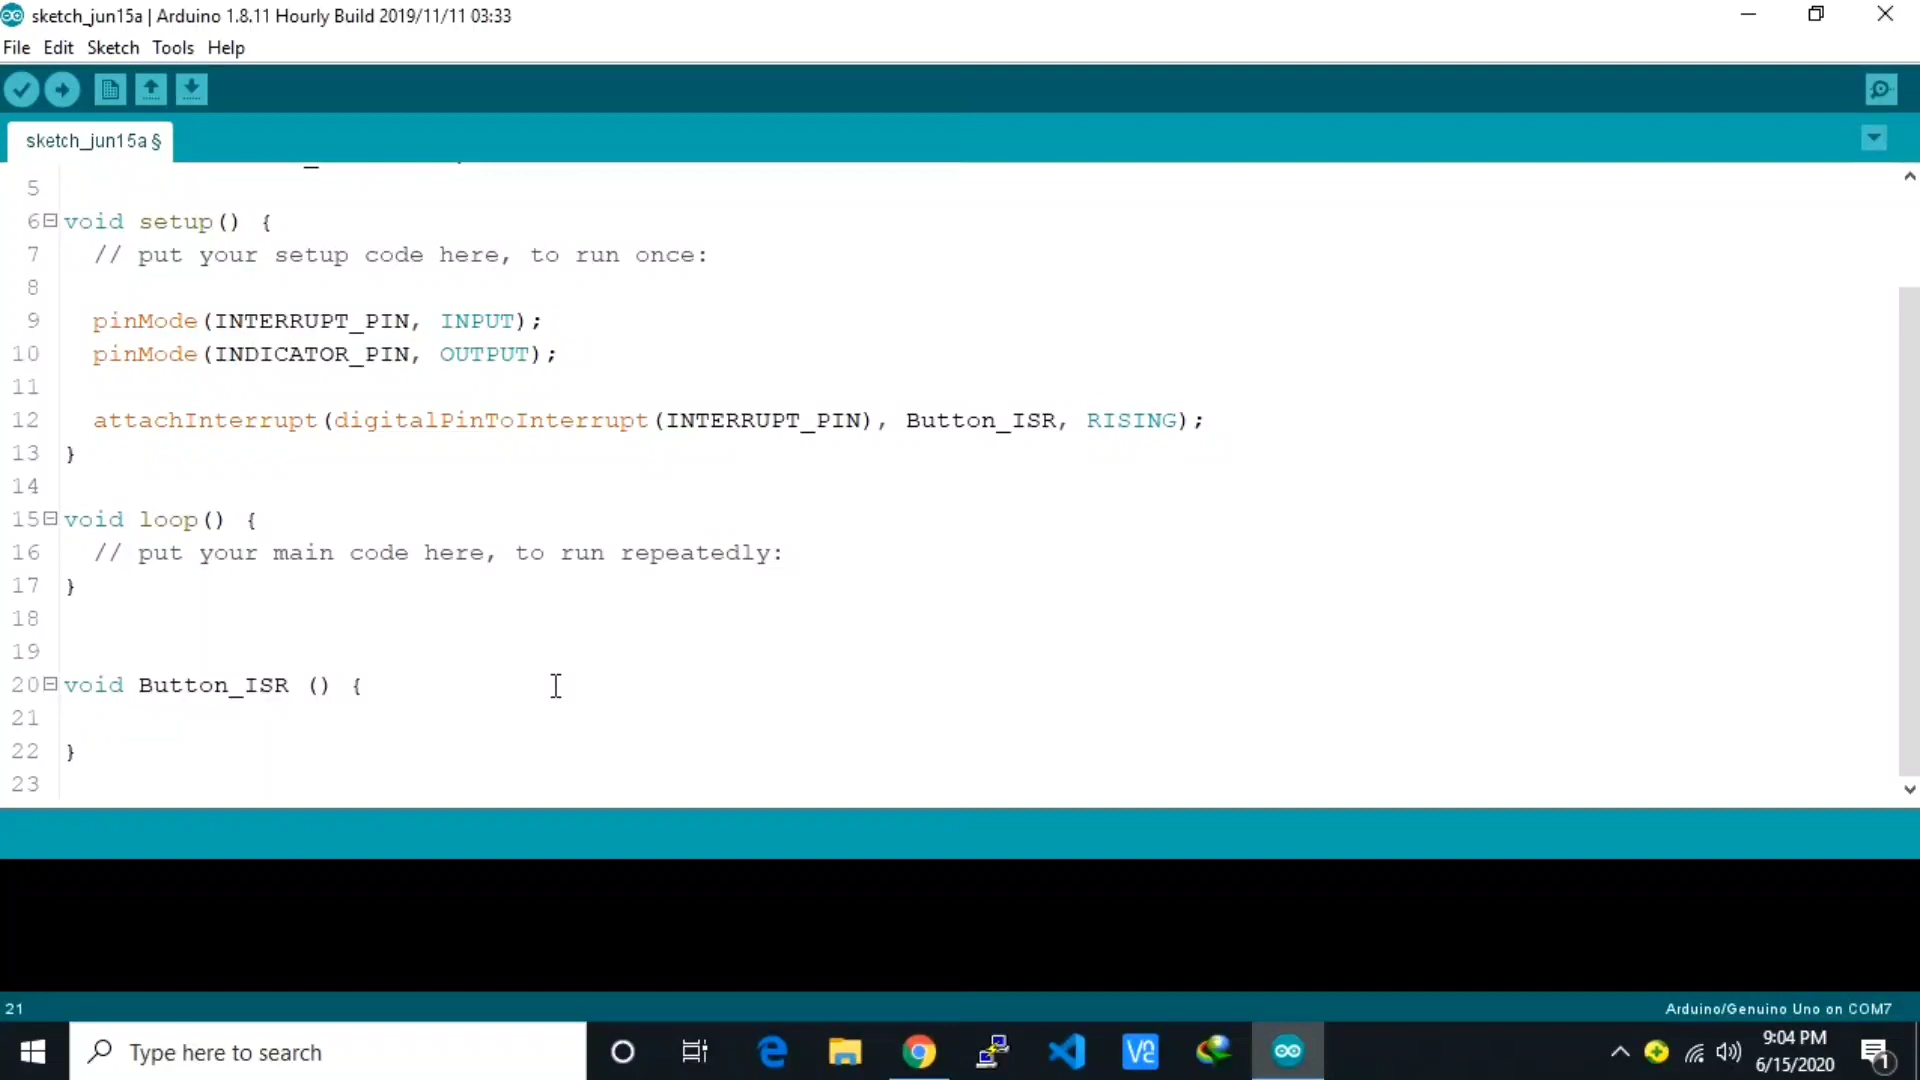 sketch_jun15a | Arduino 1.8.11 Hourly Build 2019/11/11 03:33
File Edit Sketch Tools Help
sketch_jun15a §
5
6 void setup() {
7 // put your setup code here, to run once:
8
9 pinMode(INTERRUPT_PIN, INPUT);
10 pinMode(INDICATOR_PIN, OUTPUT);
11
12 attachInterrupt(digitalPinToInterrupt(INTERRUPT_PIN), Button_ISR, RISING);
13 }
14
15 void loop() {
16 // put your main code here, to run repeatedly:
17 }
18
19
20 void Button_ISR () {
21
22 }
23
21
Arduino/Genuino Uno on COM7
Type here to search
9:04 PM
6/15/2020
1